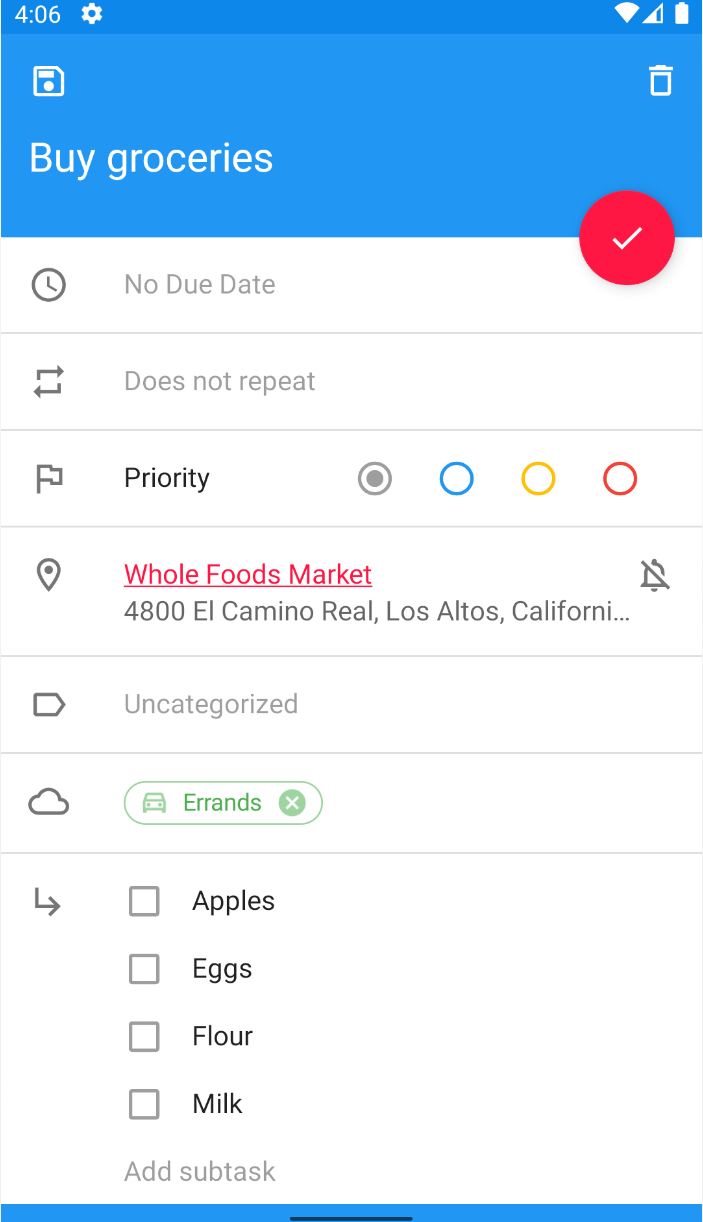 4:06
Buy groceries
No Due Date
Does not repeat
Priority
Whole Foods Market
4800 El Camino Real, Los Altos, Californi...
Uncategorized
Errands
Apples
Eggs
Flour
Milk
Add subtask